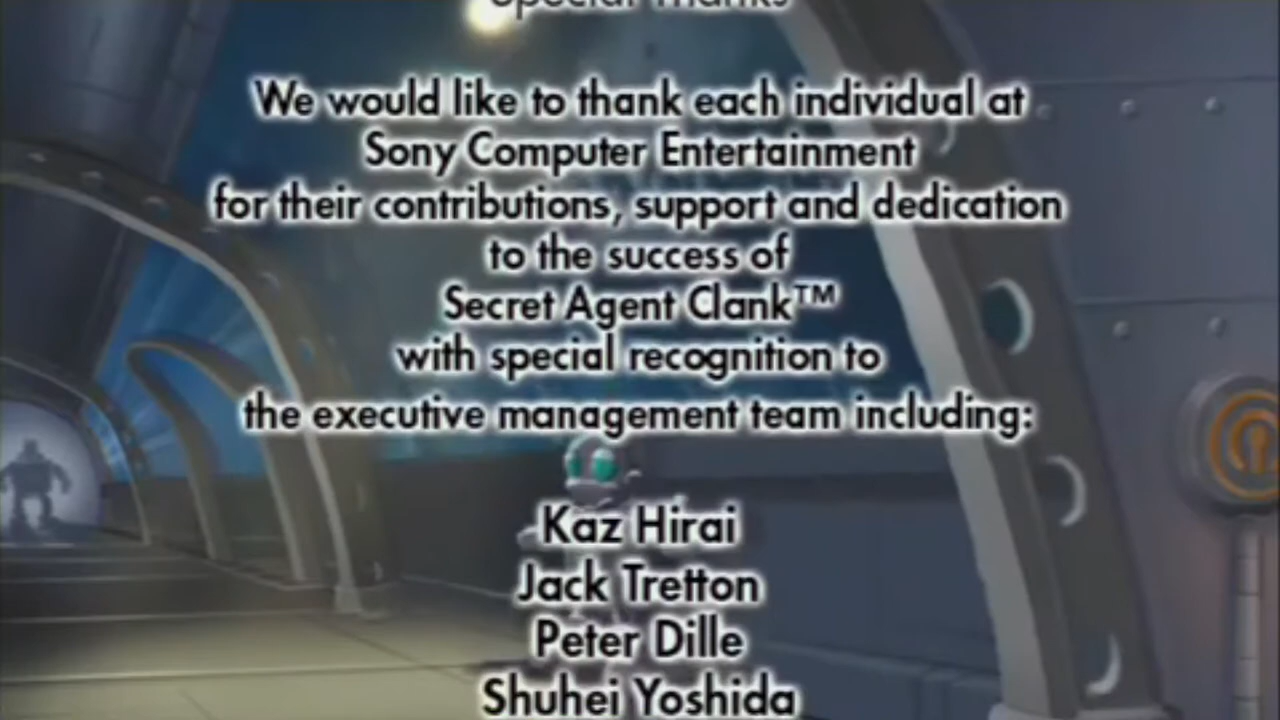 Special Thanks
We would like to thank each individual at
Sony Computer Entertainment
for their contributions, support and dedication
to the success of
Secret Agent Clank™
with special recognition to
the executive management team including:
Kaz Hirai
Jack Tretton
Peter Dille
Shuhei Yoshida